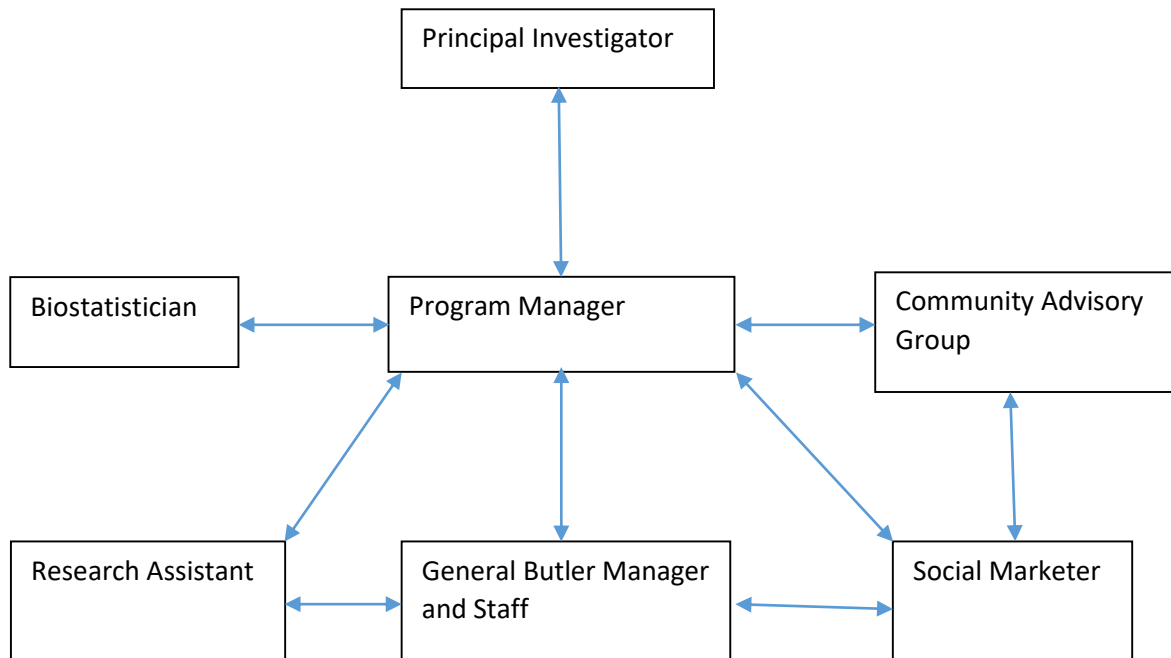 Principal Investigator
Biostatistician
Program Manager
Community Advisory
Group
Research Assistant
General Butler Manager
and Staff
Social Marketer